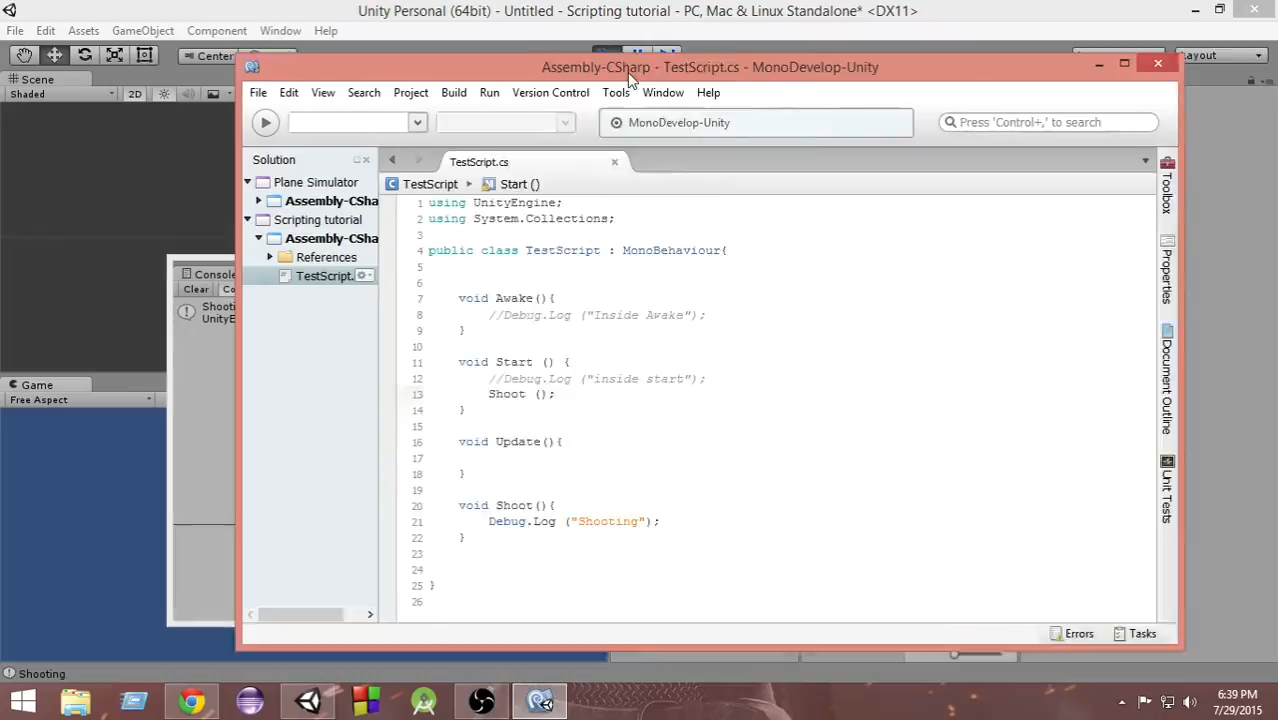 Unity Personal (64bit) - Untitled - Scripting tutorial - PC, Mac & Linux Standalone* <DX11>
File Edit Assets GameObject Component Window Help
Center
Layout
Scene
Shaded 2D
Assembly-CSharp - TestScript.cs - MonoDevelop-Unity
File Edit View Search Project Build Run Version Control Tools Window Help
MonoDevelop-Unity
Press 'Control+,' to search
Solution
Plane Simulator
Assembly-CSha
Scripting tutorial
Assembly-CSha
References
TestScript.
TestScript.cs
TestScript Start ()
1 using UnityEngine;
2 using System.Collections;
3
4 public class TestScript : MonoBehaviour{
5
6
7 void Awake(){
8 //Debug.Log ("Inside Awake");
9 }
10
11 void Start () {
12 //Debug.Log ("inside start");
13 Shoot ();
14 }
15
16 void Update(){
17
18 }
19
20 void Shoot(){
21 Debug.Log ("Shooting");
22 }
23
24
25 }
26
Toolbox
Properties
Document Outline
Unit Tests
Errors Tasks
Console
Clear Co
Shooti
UnityE
Game
Free Aspect
Shooting
6:39 PM
7/29/2015